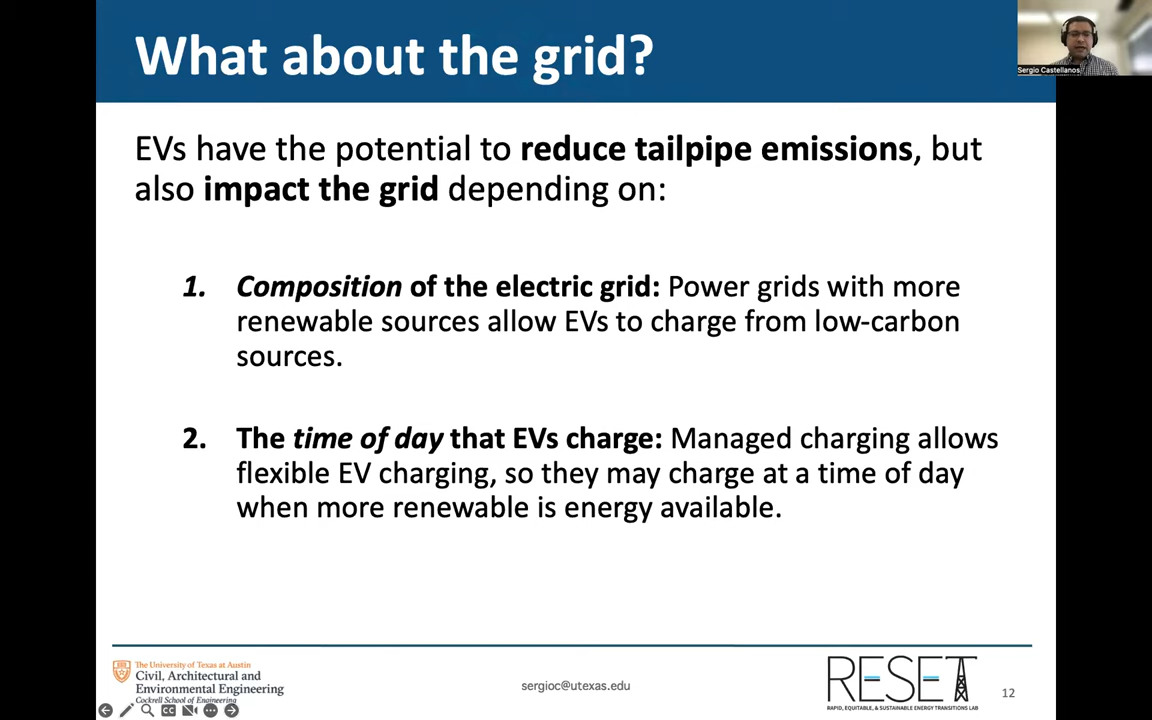 What about the grid?
Sergio Castellanos
EVs have the potential to reduce tailpipe emissions, but
also impact the grid depending on:
1. Composition of the electric grid: Power grids with more
renewable sources allow EVs to charge from low-carbon
sources.
2. The time of day that EVs charge: Managed charging allows
flexible EV charging, so they may charge at a time of day
when more renewable is energy available.
The University of Texas at Austin
Civil, Architectural and
Environmental Engineering
Cockrell School of Engineering
sergioc@utexas.edu
RESET
RAPID, EQUITABLE, & SUSTAINABLE ENERGY TRANSITIONS LAB
12
CC